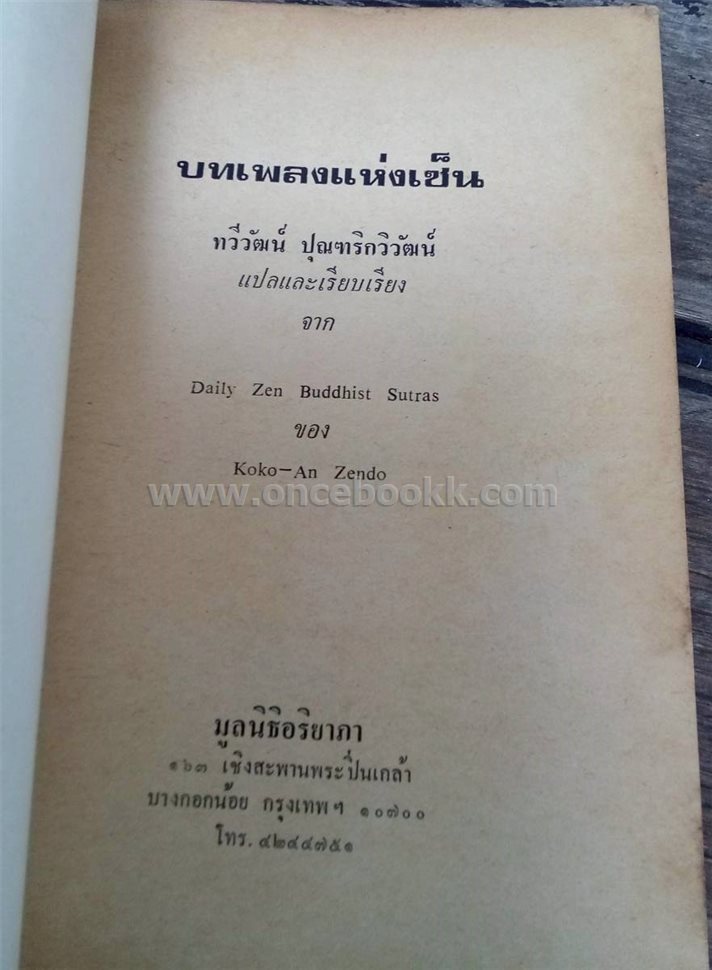 บทเพลงแห่งเซ็น
ทวีวัฒน์ ปุณฑริกวิวัฒน์
แปลและเรียบเรียง
จาก
Daily Zen Buddhist Sutras
ของ
Koko-An Zendo
www.oncebookk.com
มูลนิธิอริยาภา
๑๖๓ เชิงสะพานพระปิ่นเกล้า
บางกอกน้อย กรุงเทพฯ ๑๐๗๐๐
โทร. ๔๒๔๔๗๕๑